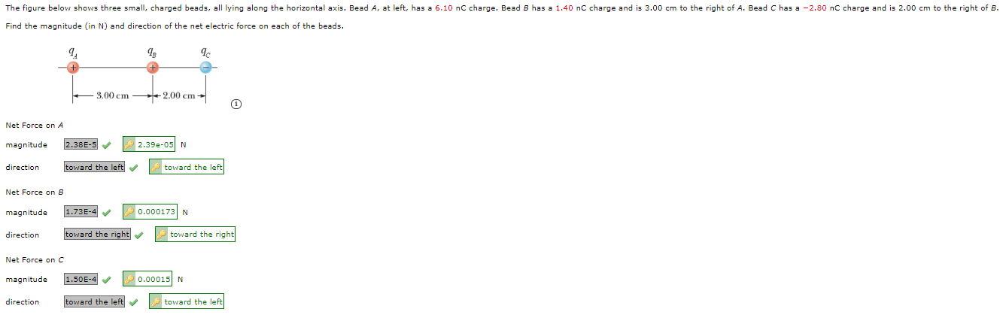 The figure below shows three small, charged beads, all lying along the horizontal axis. Bead A, at left, has a 6.10 nC charge. Bead B has a 1.40 nC charge and is 3.00 cm to the right of A. Bead C has a −2.80 nC charge and is 2.00 cm to the right of B.
Find the magnitude (in N) and direction of the net electric force on each of the beads.
qA qB qC
+ + −
3.00 cm 2.00 cm
i
Net Force on A
magnitude 2.38E-5 2.39e-05 N
direction toward the left toward the left
Net Force on B
magnitude 1.73E-4 0.000173 N
direction toward the right toward the right
Net Force on C
magnitude 1.50E-4 0.00015 N
direction toward the left toward the left